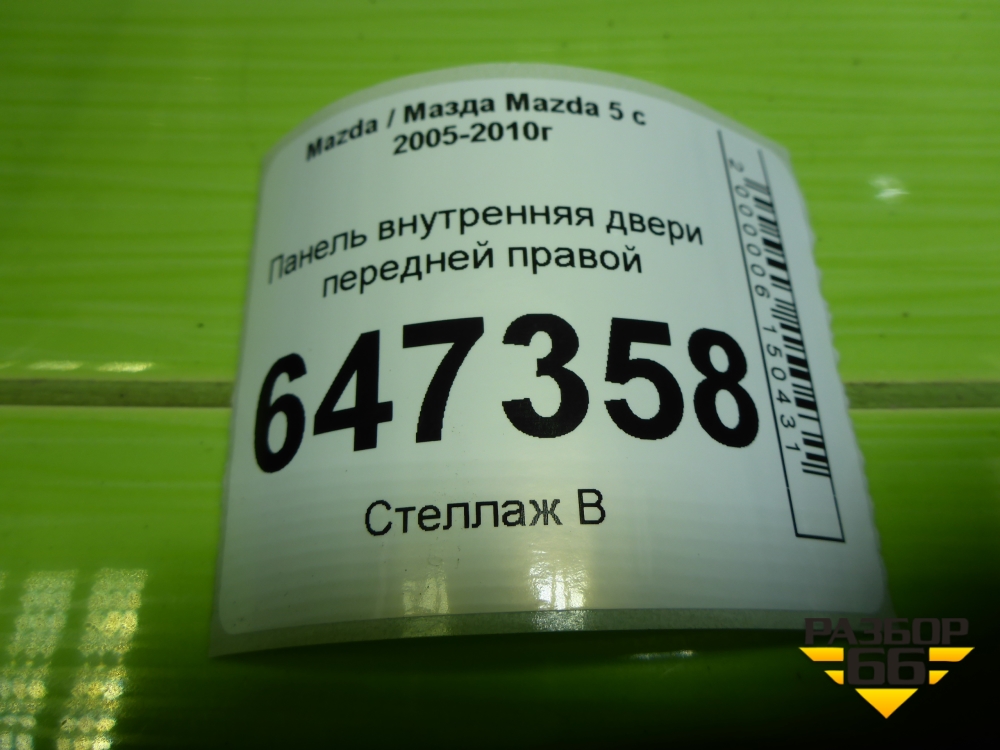 Mazda / Мазда Mazda 5 с
2005-2010г
Панель внутренняя двери
передней правой
647358
Стеллаж В
2000006150431
РАЗБОР
66